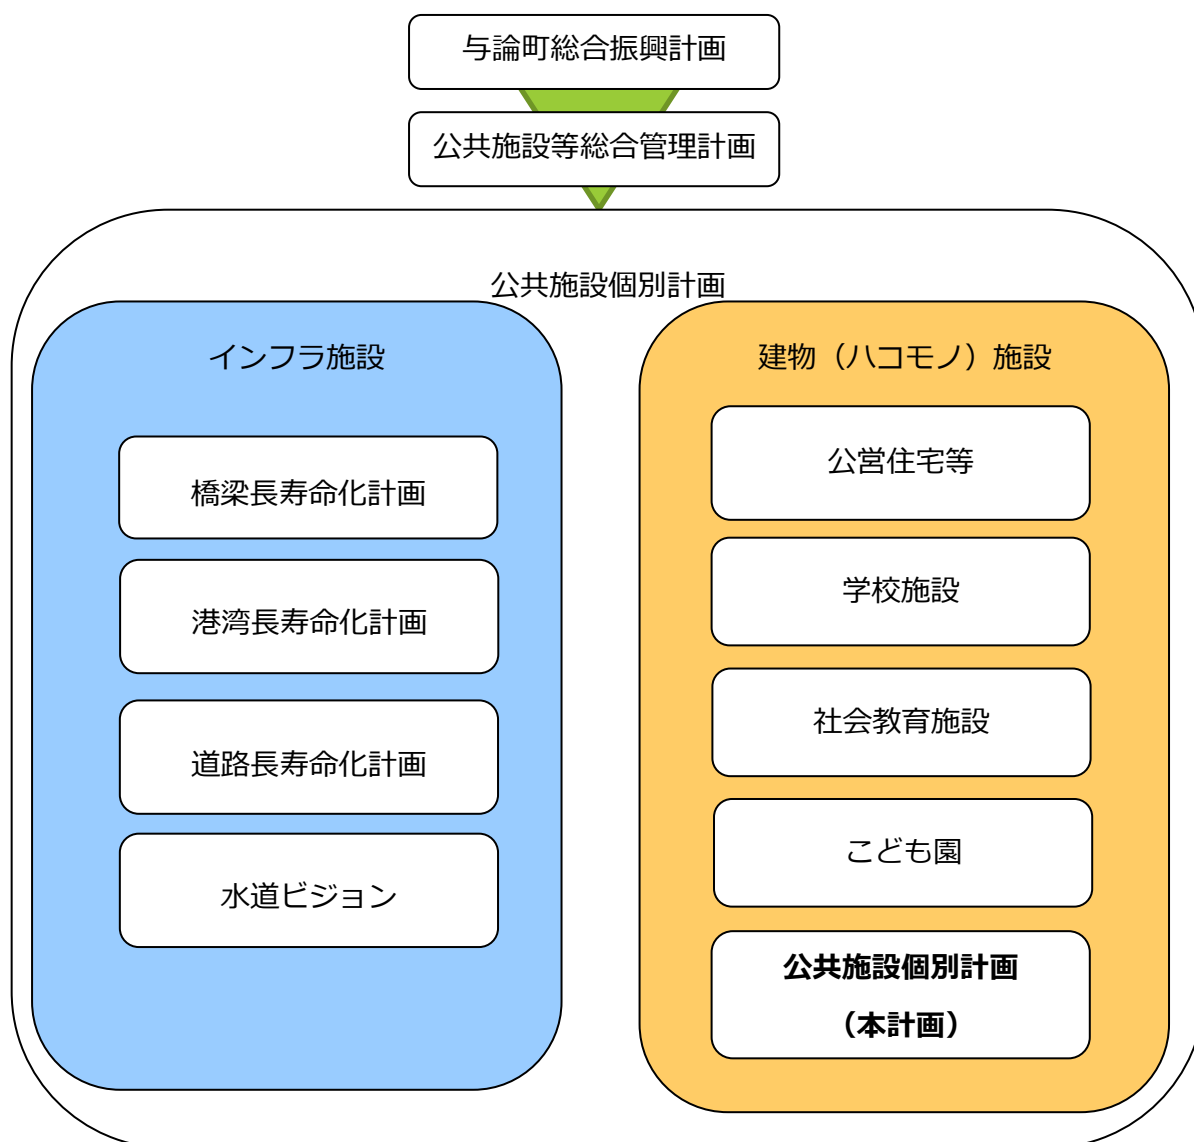 与論町総合振興計画
公共施設等総合管理計画
公共施設個別計画
インフラ施設
橋梁長寿命化計画
港湾長寿命化計画
道路長寿命化計画
水道ビジョン
建物（ハコモノ）施設
公営住宅等
学校施設
社会教育施設
こども園
公共施設個別計画
（本計画）